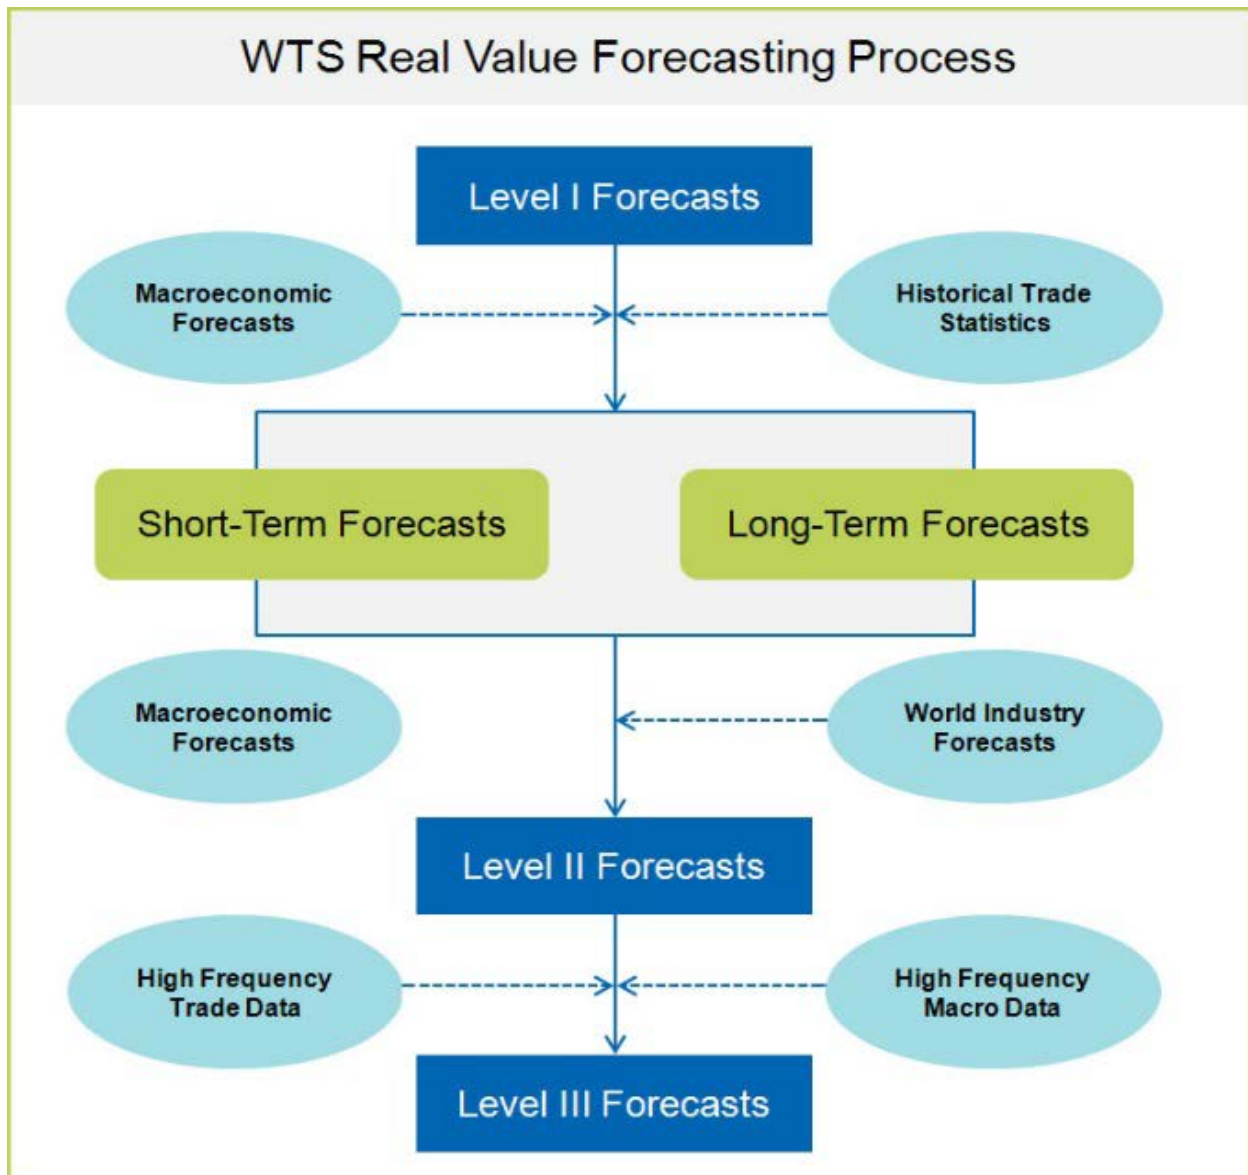 WTS Real Value Forecasting Process
Level I Forecasts
Macroeconomic
Forecasts
Historical Trade
Statistics
Short-Term Forecasts
Long-Term Forecasts
Macroeconomic
Forecasts
World Industry
Forecasts
Level II Forecasts
High Frequency
Trade Data
High Frequency
Macro Data
Level III Forecasts